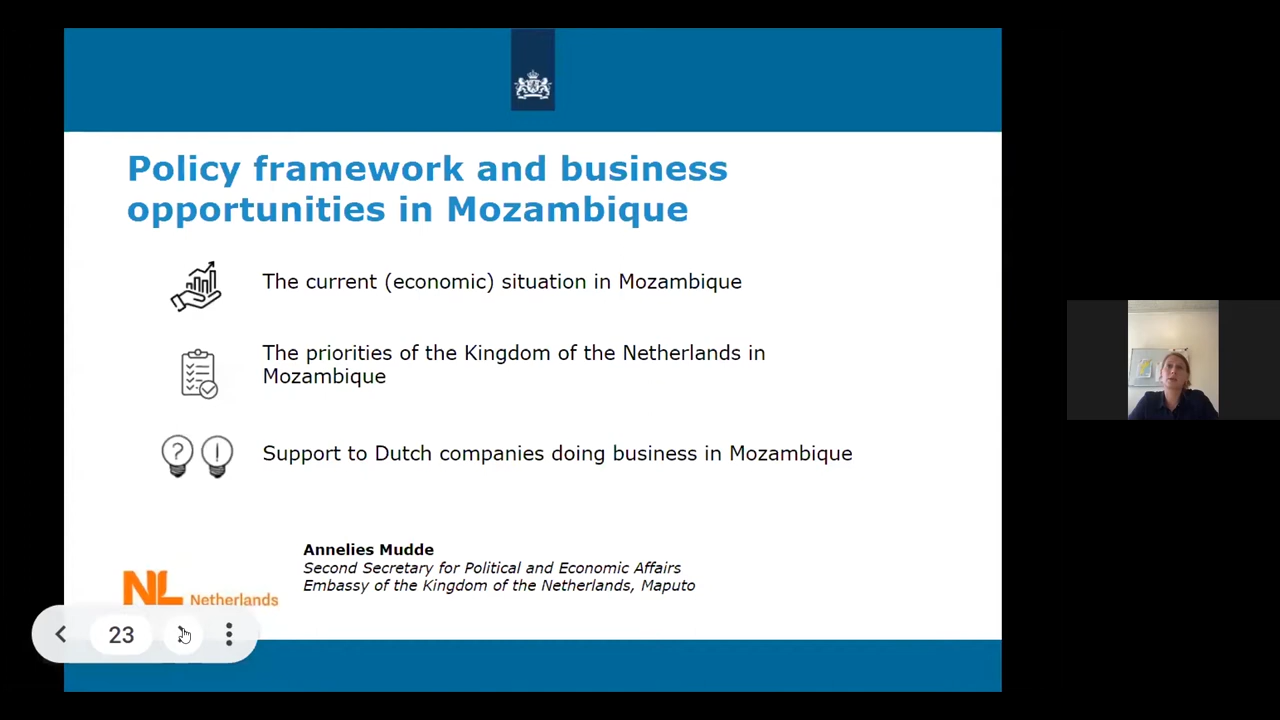 Policy framework and business
opportunities in Mozambique
The current (economic) situation in Mozambique
The priorities of the Kingdom of the Netherlands in
Mozambique
? !
Support to Dutch companies doing business in Mozambique
Annelies Mudde
Second Secretary for Political and Economic Affairs
Embassy of the Kingdom of the Netherlands, Maputo
NL Netherlands
23